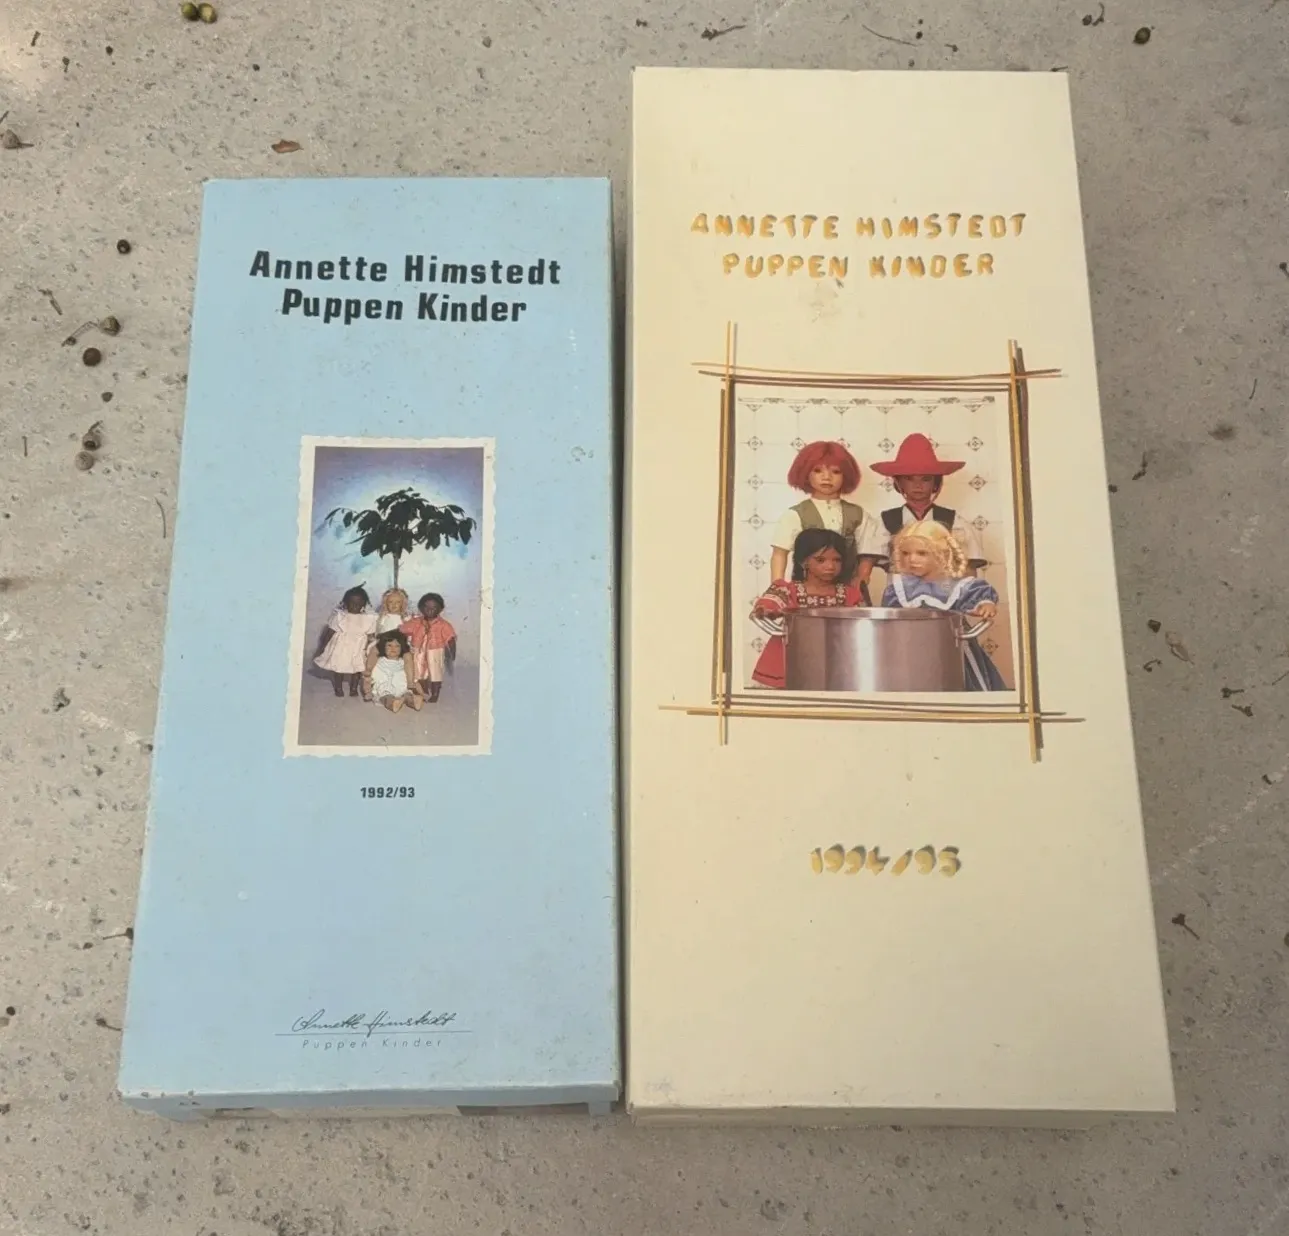 Annette Himstedt
Puppen Kinder
1992/93
Annette Himstedt
Puppen Kinder
ANNETTE HIMSTEDT
PUPPEN KINDER
1994/95